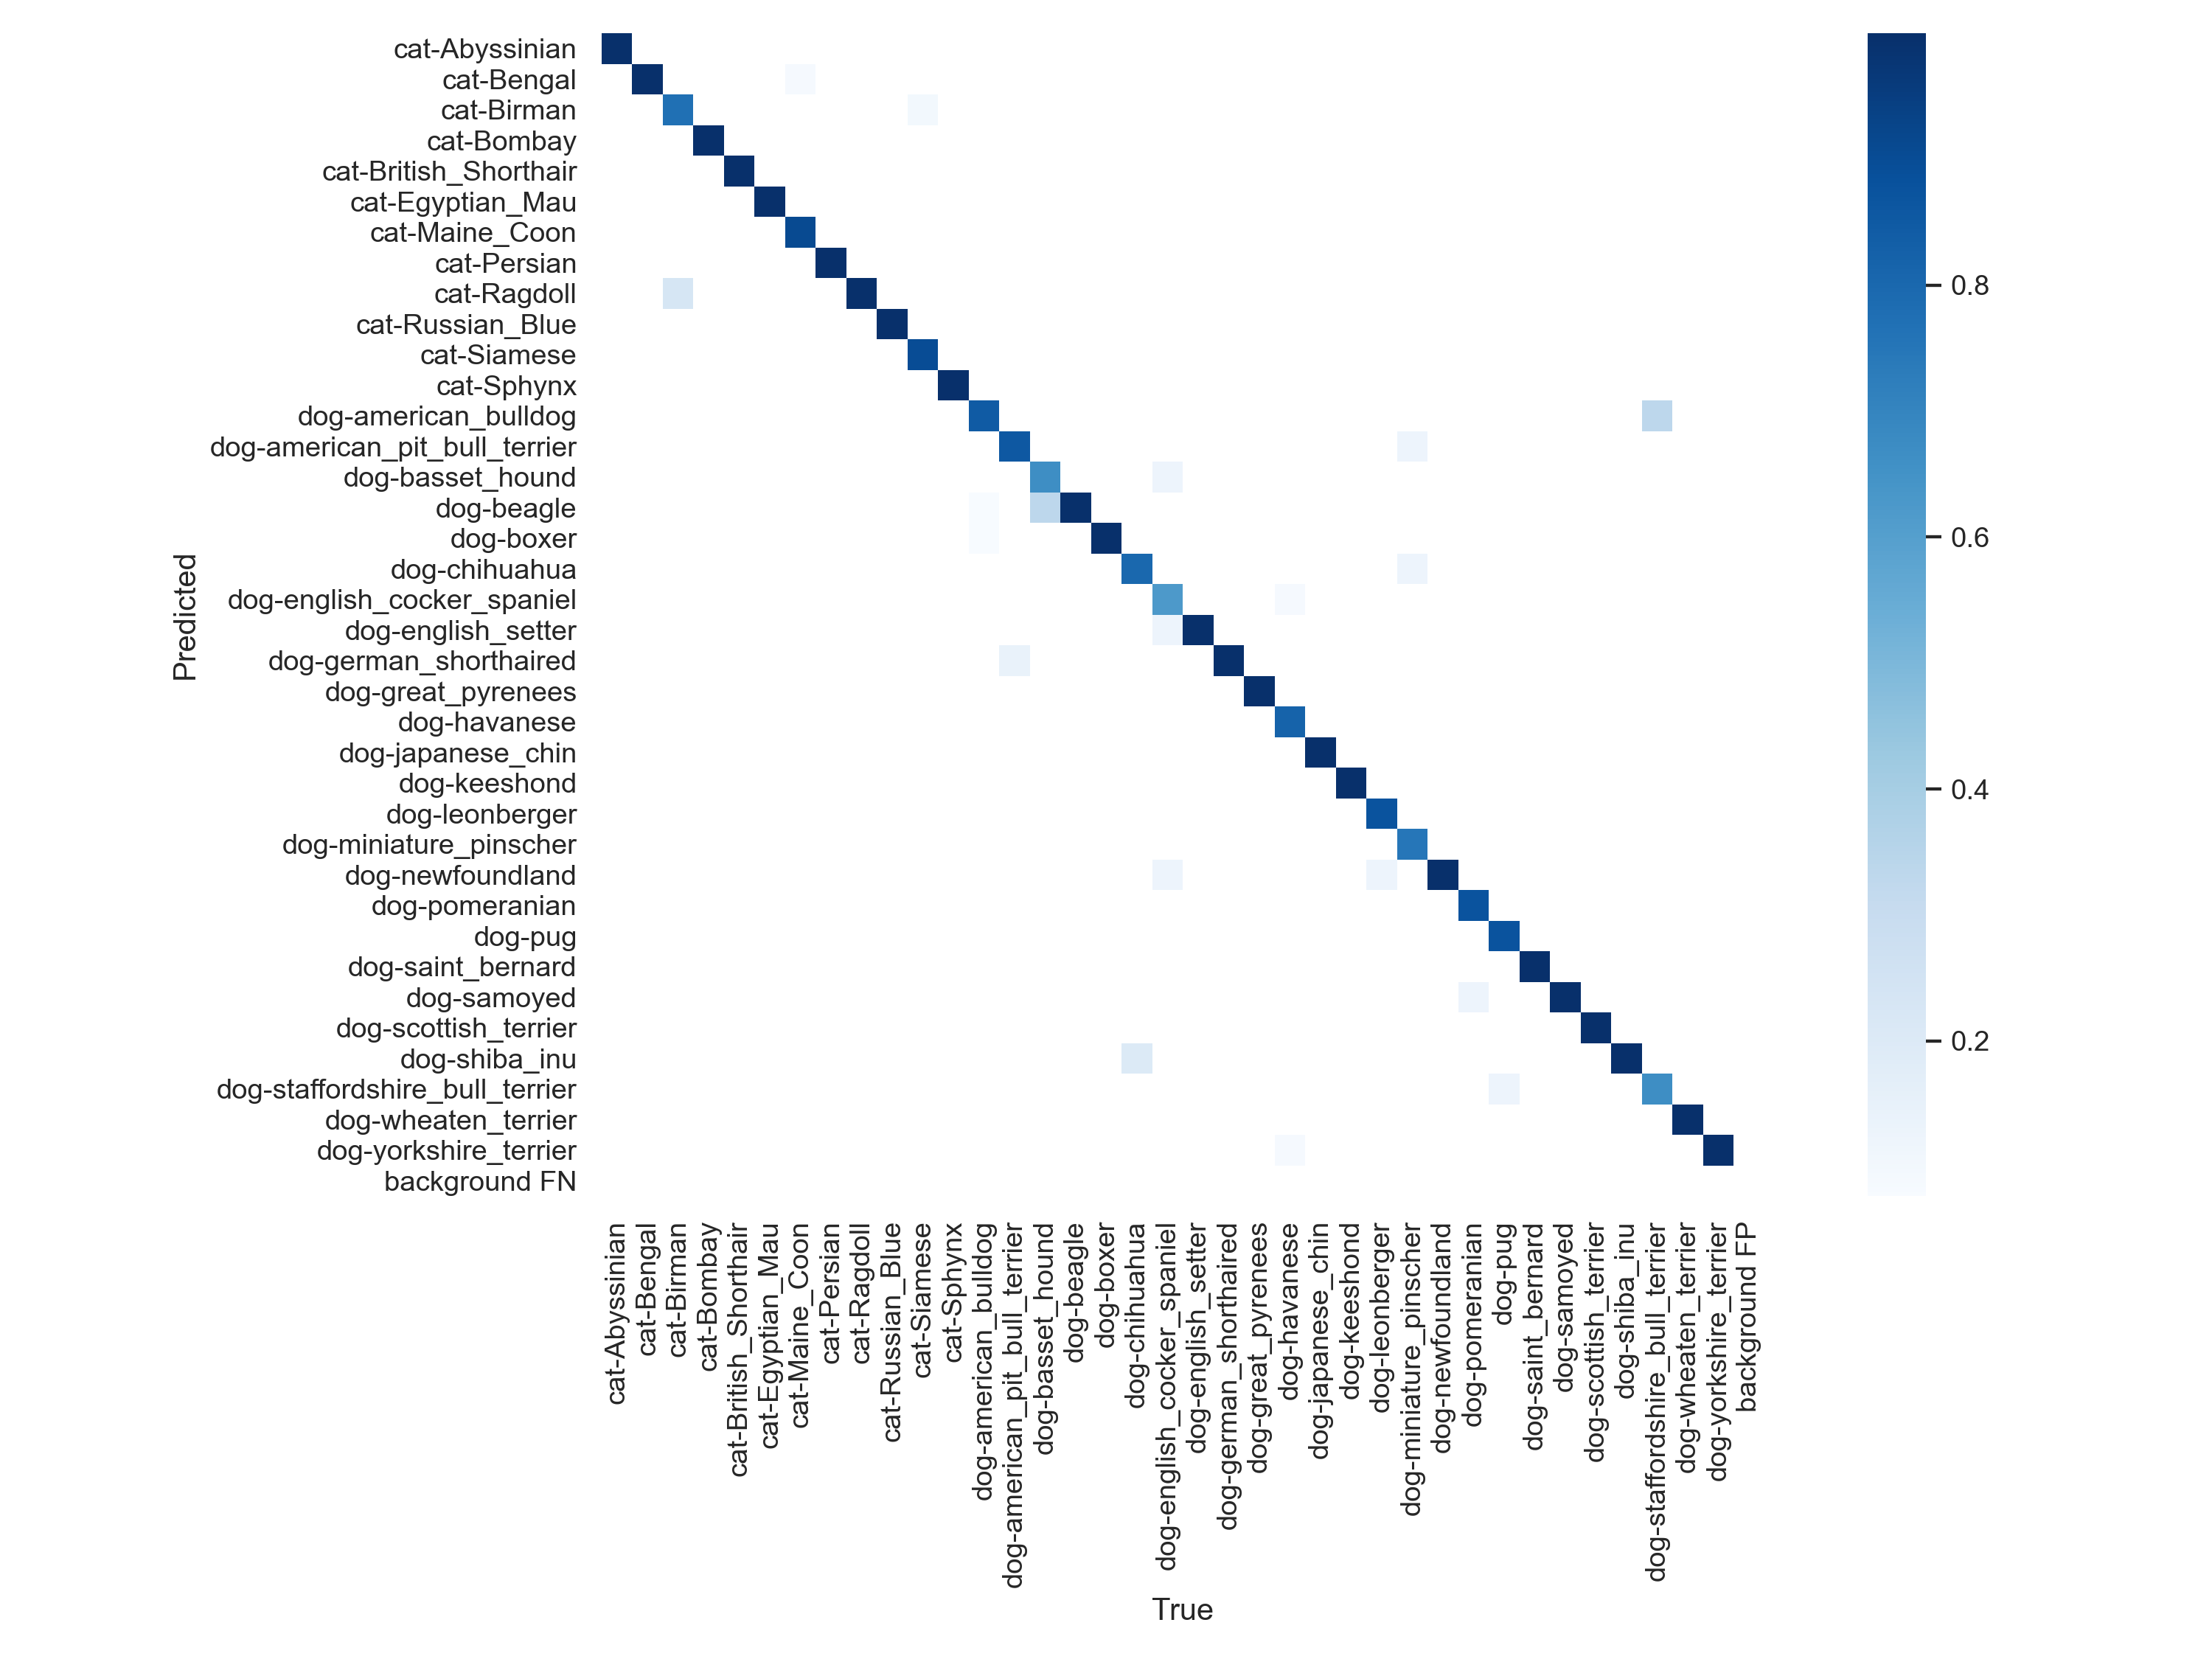 cat-Abyssinian
cat-Bengal
cat-Birman
cat-Bombay
cat-British_Shorthair
cat-Egyptian_Mau
cat-Maine_Coon
cat-Persian
cat-Ragdoll
cat-Russian_Blue
cat-Siamese
cat-Sphynx
dog-american_bulldog
dog-american_pit_bull_terrier
dog-basset_hound
dog-beagle
dog-boxer
dog-chihuahua
dog-english_cocker_spaniel
dog-english_setter
dog-german_shorthaired
dog-great_pyrenees
dog-havanese
dog-japanese_chin
dog-keeshond
dog-leonberger
dog-miniature_pinscher
dog-newfoundland
dog-pomeranian
dog-pug
dog-saint_bernard
dog-samoyed
dog-scottish_terrier
dog-shiba_inu
dog-staffordshire_bull_terrier
dog-wheaten_terrier
dog-yorkshire_terrier
background FN
Predicted
cat-Abyssinian
cat-Bengal
cat-Birman
cat-Bombay
cat-British_Shorthair
cat-Egyptian_Mau
cat-Maine_Coon
cat-Persian
cat-Ragdoll
cat-Russian_Blue
cat-Siamese
cat-Sphynx
dog-american_bulldog
dog-american_pit_bull_terrier
dog-basset_hound
dog-beagle
dog-boxer
dog-chihuahua
dog-english_cocker_spaniel
dog-english_setter
dog-german_shorthaired
dog-great_pyrenees
dog-havanese
dog-japanese_chin
dog-keeshond
dog-leonberger
dog-miniature_pinscher
dog-newfoundland
dog-pomeranian
dog-pug
dog-saint_bernard
dog-samoyed
dog-scottish_terrier
dog-shiba_inu
dog-staffordshire_bull_terrier
dog-wheaten_terrier
dog-yorkshire_terrier
background FP
True
0.8
0.6
0.4
0.2